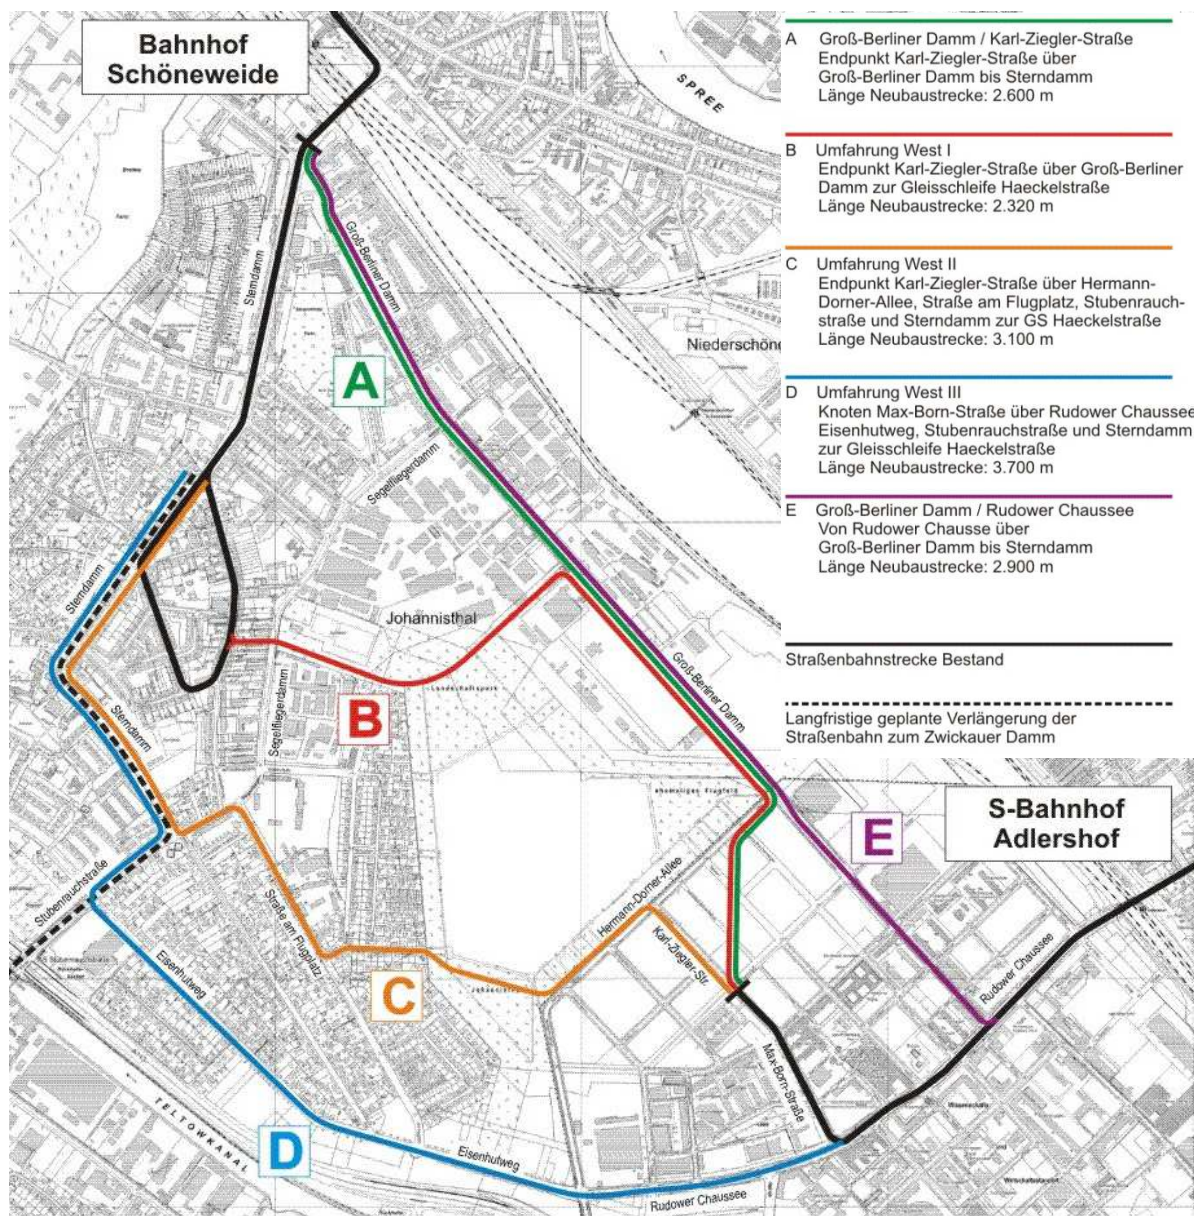 Bahnhof
Schöneweide
SPREE
A Groß-Berliner Damm / Karl-Ziegler-Straße
Endpunkt Karl-Ziegler-Straße über
Groß-Berliner Damm bis Sterndamm
Länge Neubaustrecke: 2.600 m
B Umfahrung West I
Endpunkt Karl-Ziegler-Straße über Groß-Berliner
Damm zur Gleisschleife Haeckelstraße
Länge Neubaustrecke: 2.320 m
C Umfahrung West II
Endpunkt Karl-Ziegler-Straße über Hermann-
Dorner-Allee, Straße am Flugplatz, Stubenrauch-
straße und Sterndamm zur GS Haeckelstraße
Länge Neubaustrecke: 3.100 m
D Umfahrung West III
Knoten Max-Born-Straße über Rudower Chaussee
Eisenhutweg, Stubenrauchstraße und Sterndamm
zur Gleisschleife Haeckelstraße
Länge Neubaustrecke: 3.700 m
E Groß-Berliner Damm / Rudower Chaussee
Von Rudower Chausse über
Groß-Berliner Damm bis Sterndamm
Länge Neubaustrecke: 2.900 m
Straßenbahnstrecke Bestand
Langfristige geplante Verlängerung der
Straßenbahn zum Zwickauer Damm
Sterndamm
Groß-Berliner Damm
Niederschöne
A
Segelfliegerdamm
Sterndamm
Johannisthal
Groß-Berliner Damm
Landschaftspark
B
Segelfliegerdamm
Sterndamm
ehemaliges Flugfeld
S-Bahnhof
Adlershof
E
Stubenrauchstraße
Straße am Flugplatz
Hermann-Dorner-Allee
Karl-Ziegler-Str.
Rudower Chaussee
Eisenhutweg
C
Max-Born-Straße
TELTOWKANAL
D
Eisenhutweg
Rudower Chaussee